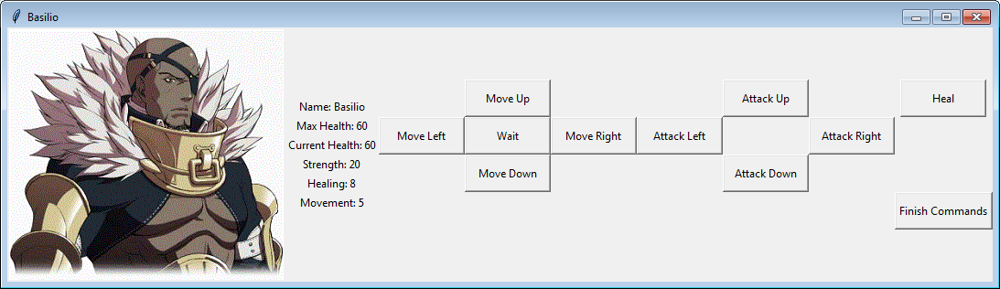 Basilio
Name: Basilio
Max Health: 60
Current Health: 60
Strength: 20
Healing: 8
Movement: 5
Move Up
Move Left
Wait
Move Right
Move Down
Attack Up
Attack Left
Attack Right
Attack Down
Heal
Finish Commands